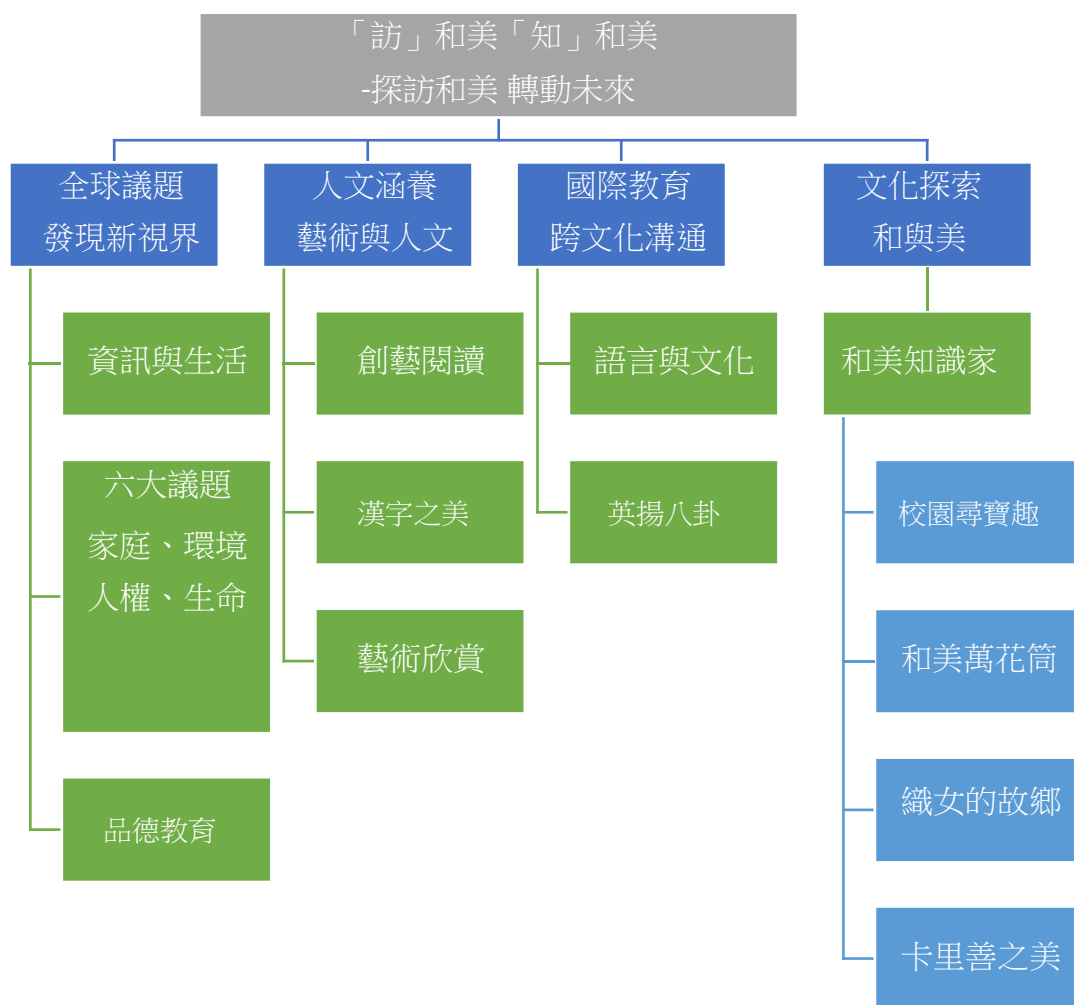 「訪」和美「知」和美
-探訪和美 轉動未來
全球議題
發現新視界
人文涵養
藝術與人文
國際教育
跨文化溝通
文化探索
和與美
資訊與生活
六大議題
家庭、環境
人權、生命
品德教育
創藝閱讀
漢字之美
藝術欣賞
語言與文化
英揚八卦
和美知識家
校園尋寶趣
和美萬花筒
織女的故鄉
卡里善之美